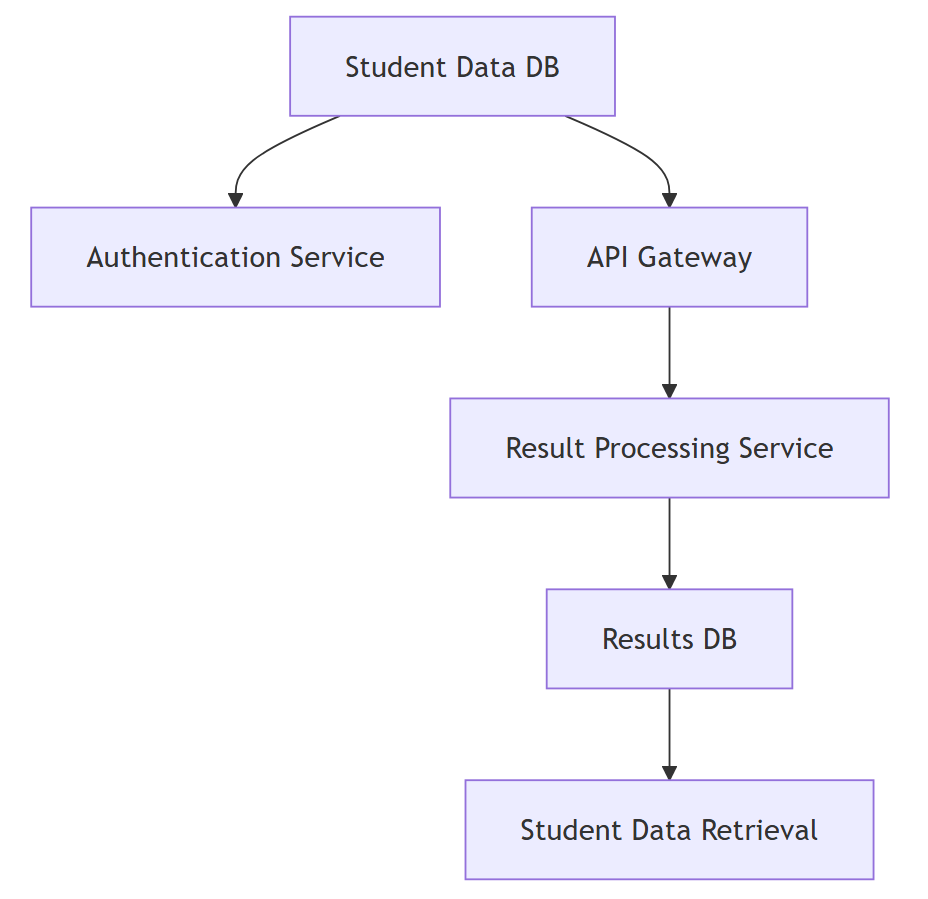 Student Data DB
Authentication Service
API Gateway
Result Processing Service
Results DB
Student Data Retrieval